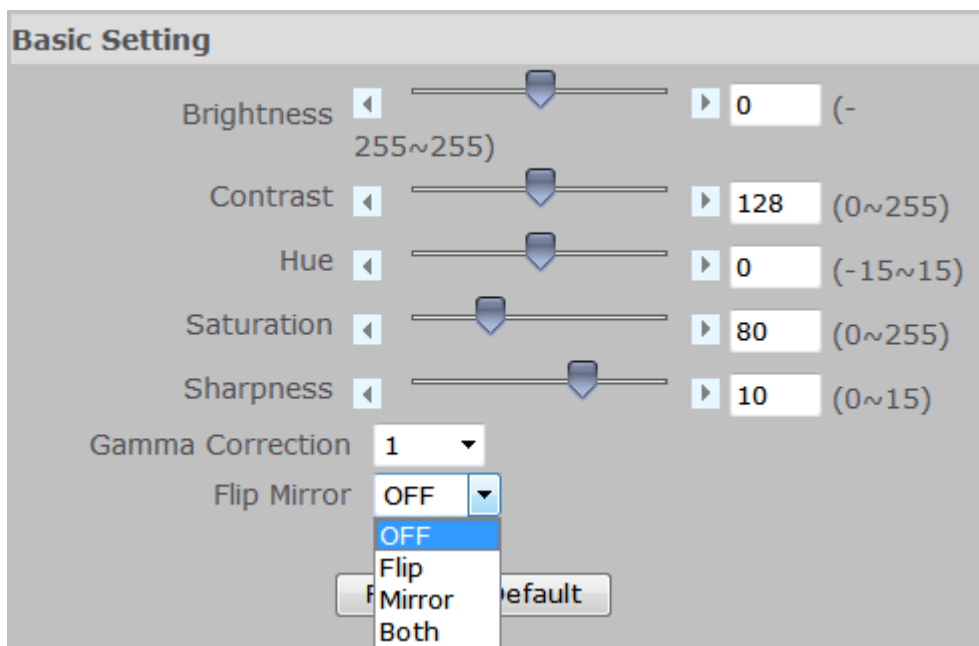 Basic Setting
Brightness 0 (-
255~255)
Contrast 128 (0~255)
Hue 0 (-15~15)
Saturation 80 (0~255)
Sharpness 10 (0~15)
Gamma Correction 1
Flip Mirror OFF
OFF
Flip
Mirror
Both